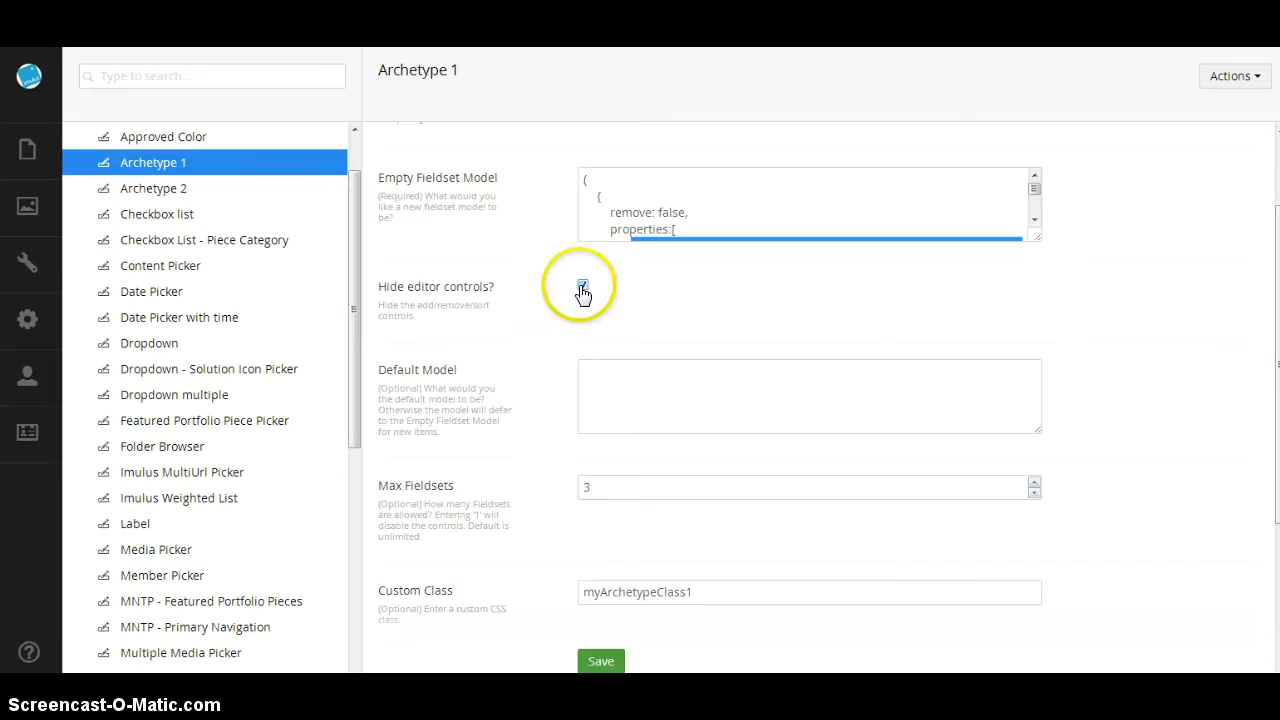 Type to search...
Archetype 1
Actions
Approved Color
Archetype 1
Archetype 2
Checkbox list
Checkbox List - Piece Category
Content Picker
Date Picker
Date Picker with time
Dropdown
Dropdown - Solution Icon Picker
Dropdown multiple
Featured Portfolio Piece Picker
Folder Browser
Imulus MultiUrl Picker
Imulus Weighted List
Label
Media Picker
Member Picker
MNTP - Featured Portfolio Pieces
MNTP - Primary Navigation
Multiple Media Picker
Empty Fieldset Model
(Required) What would you
like a new fieldset model to
be?
(
{
remove: false,
properties:[
Hide editor controls?
Hide the add/remove/sort
controls
Default Model
(Optional) What would you
the default model to be?
Otherwise the model will defer
to the Empty Fieldset Model
for new items.
Max Fieldsets
(Optional) How many Fieldsets
are allowed? Entering '1' will
disable the controls. Default is
unlimited.
3
Custom Class
(Optional) Enter a custom CSS
class.
myArchetypeClass1
Save
Screencast-O-Matic.com